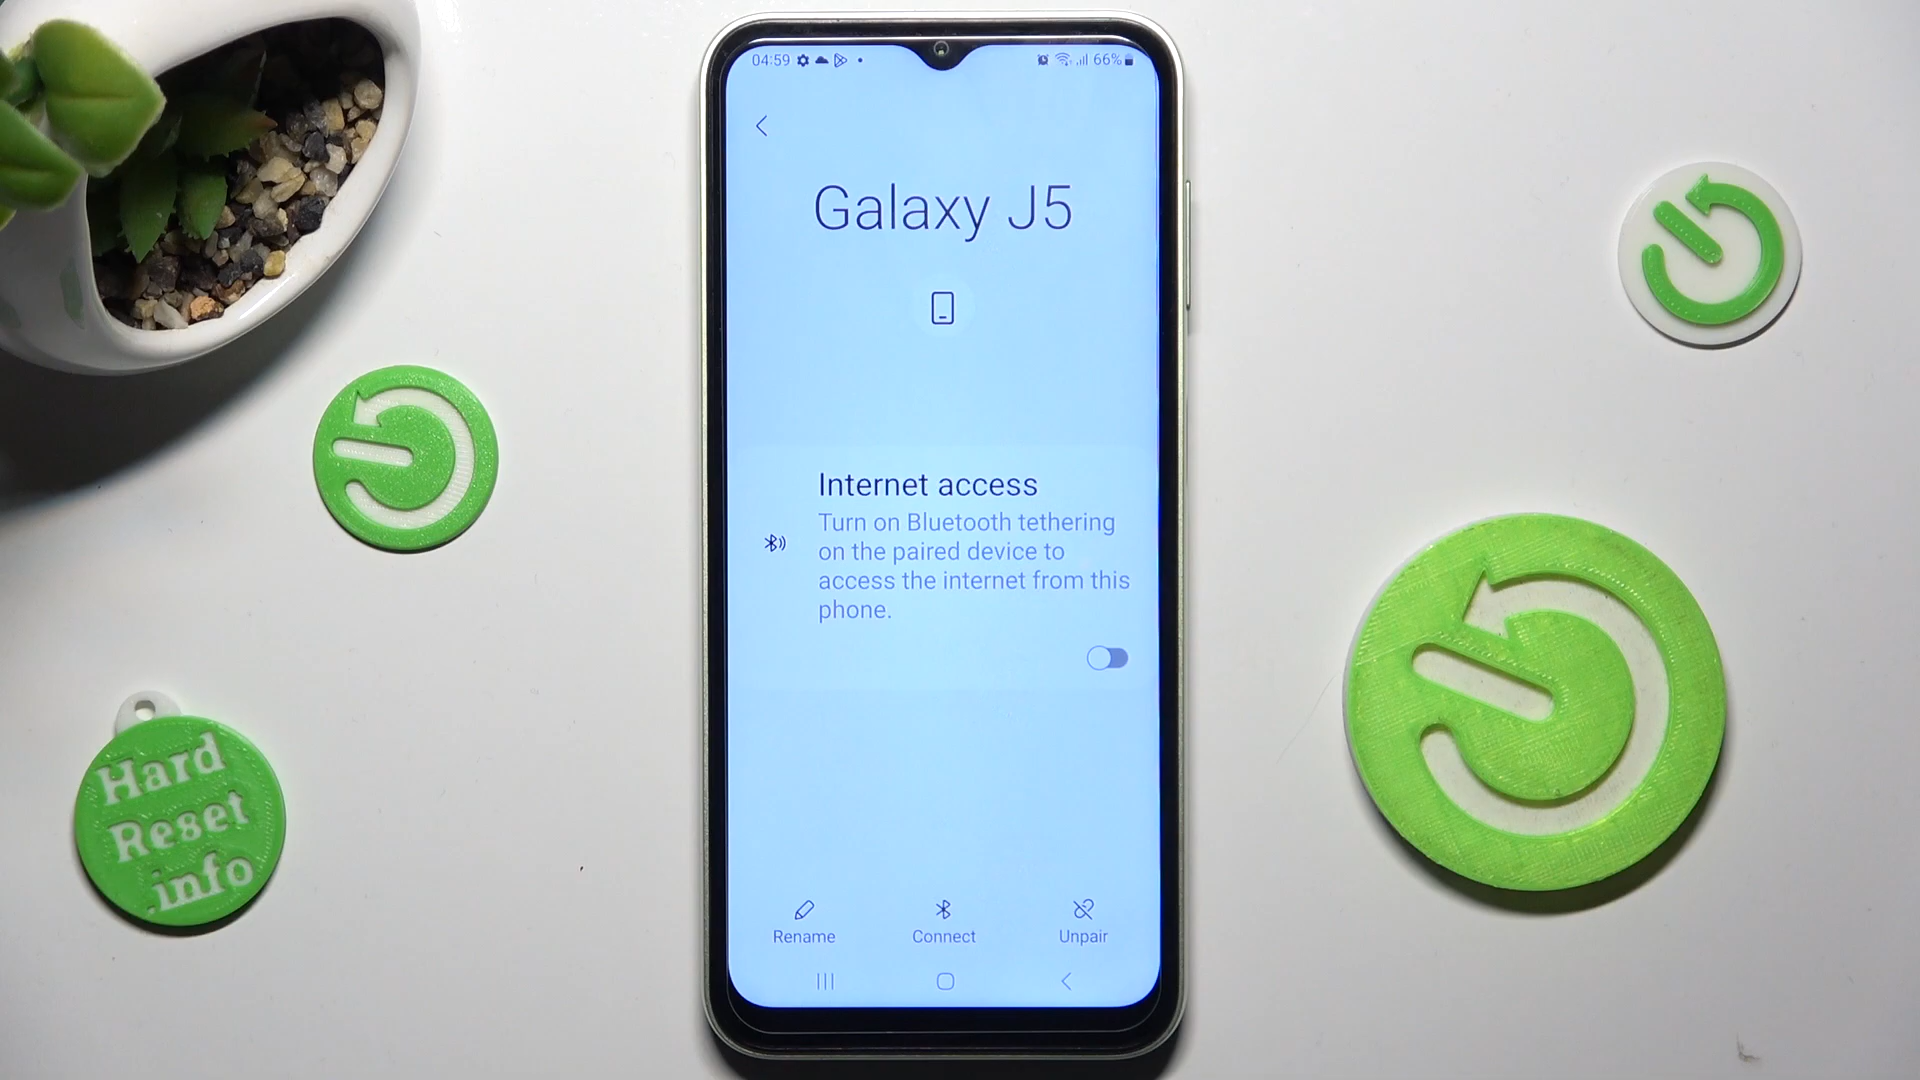 04:59
66%
Galaxy J5
Internet access
Turn on Bluetooth tethering
on the paired device to
access the internet from this
phone.
Rename
Connect
Unpair
Hard
Reset
.info